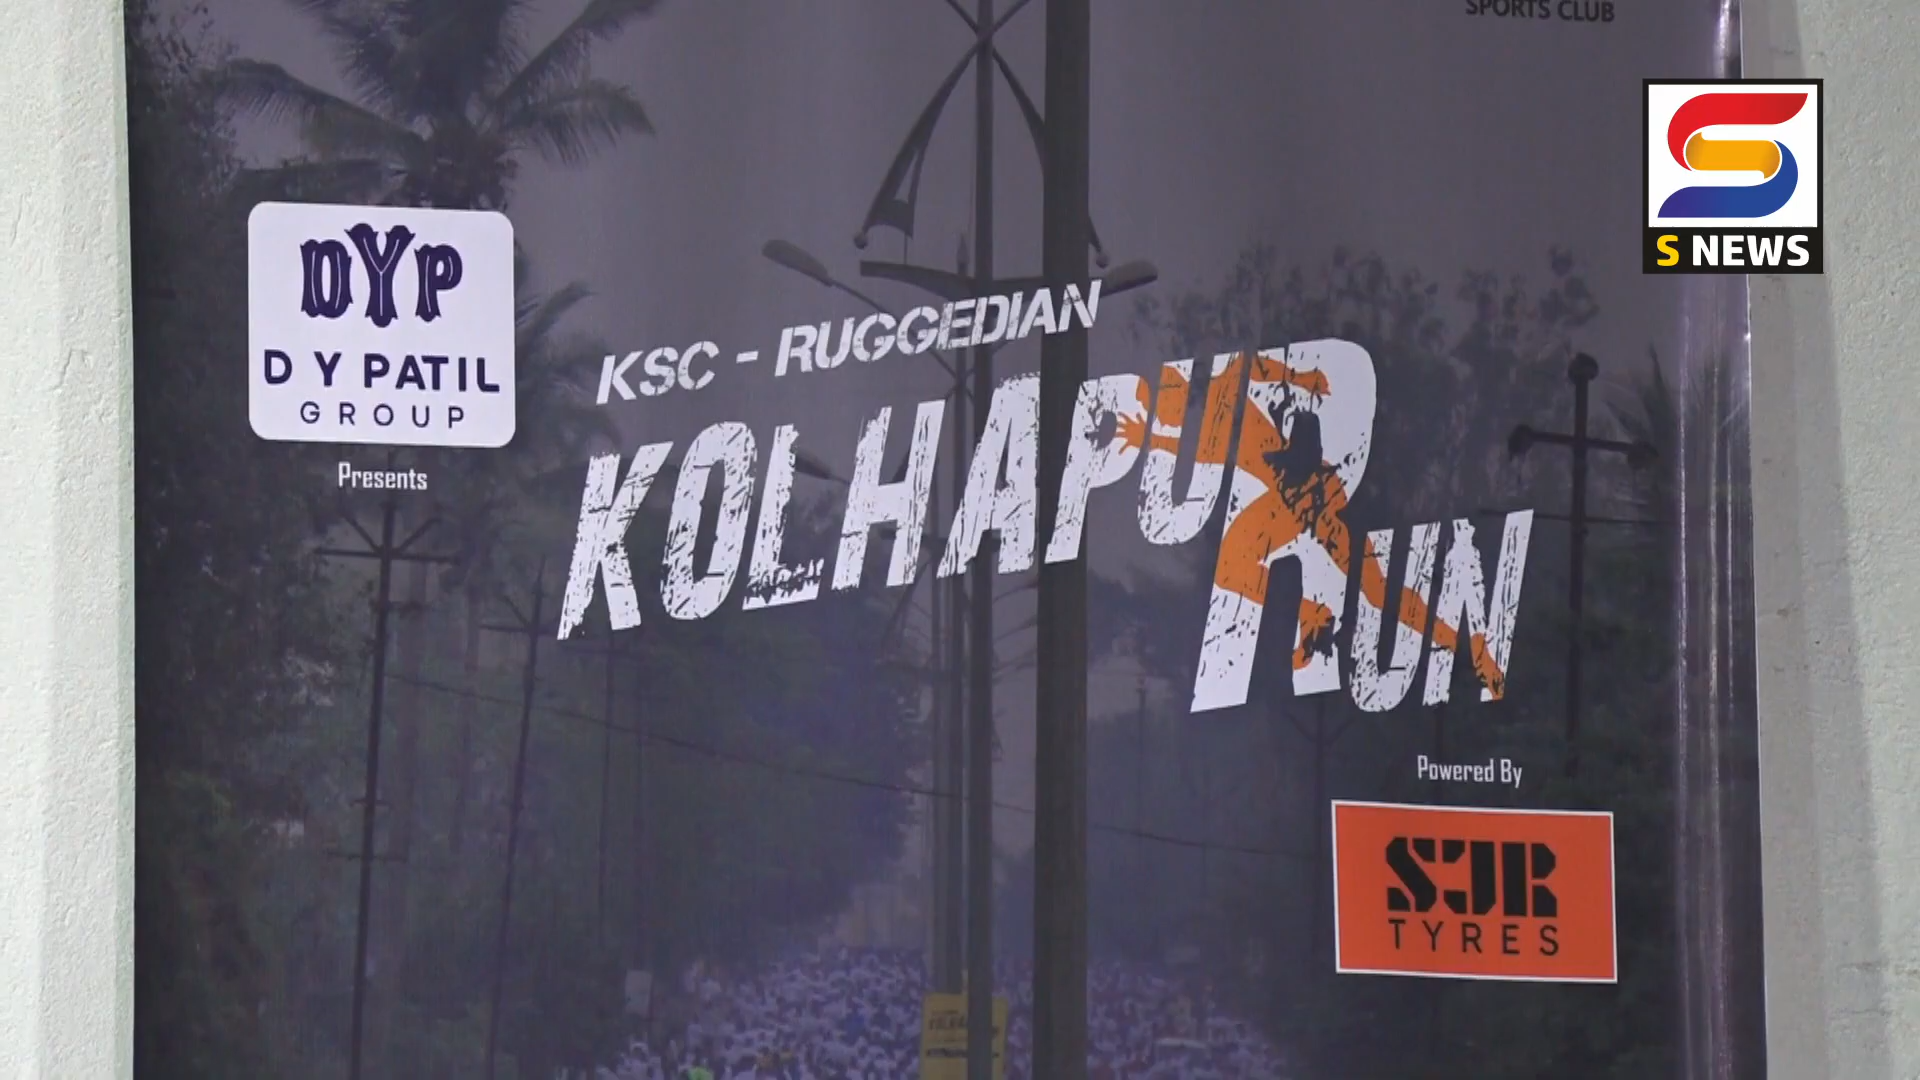 SPORTS CLUB
S NEWS
DYP
D Y PATIL
GROUP
Presents
KSC - RUGGEDIAN
KOLHAPUR
RUN
Powered By
SJR
TYRES